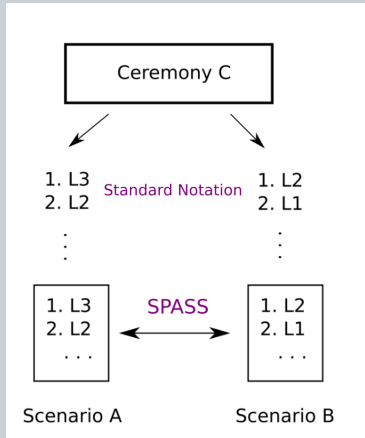 Ceremony C
1. L3
2. L2
Standard Notation
1. L2
2. L1
1. L3
2. L2
. . .
SPASS
1. L2
2. L1
. . .
Scenario A
Scenario B